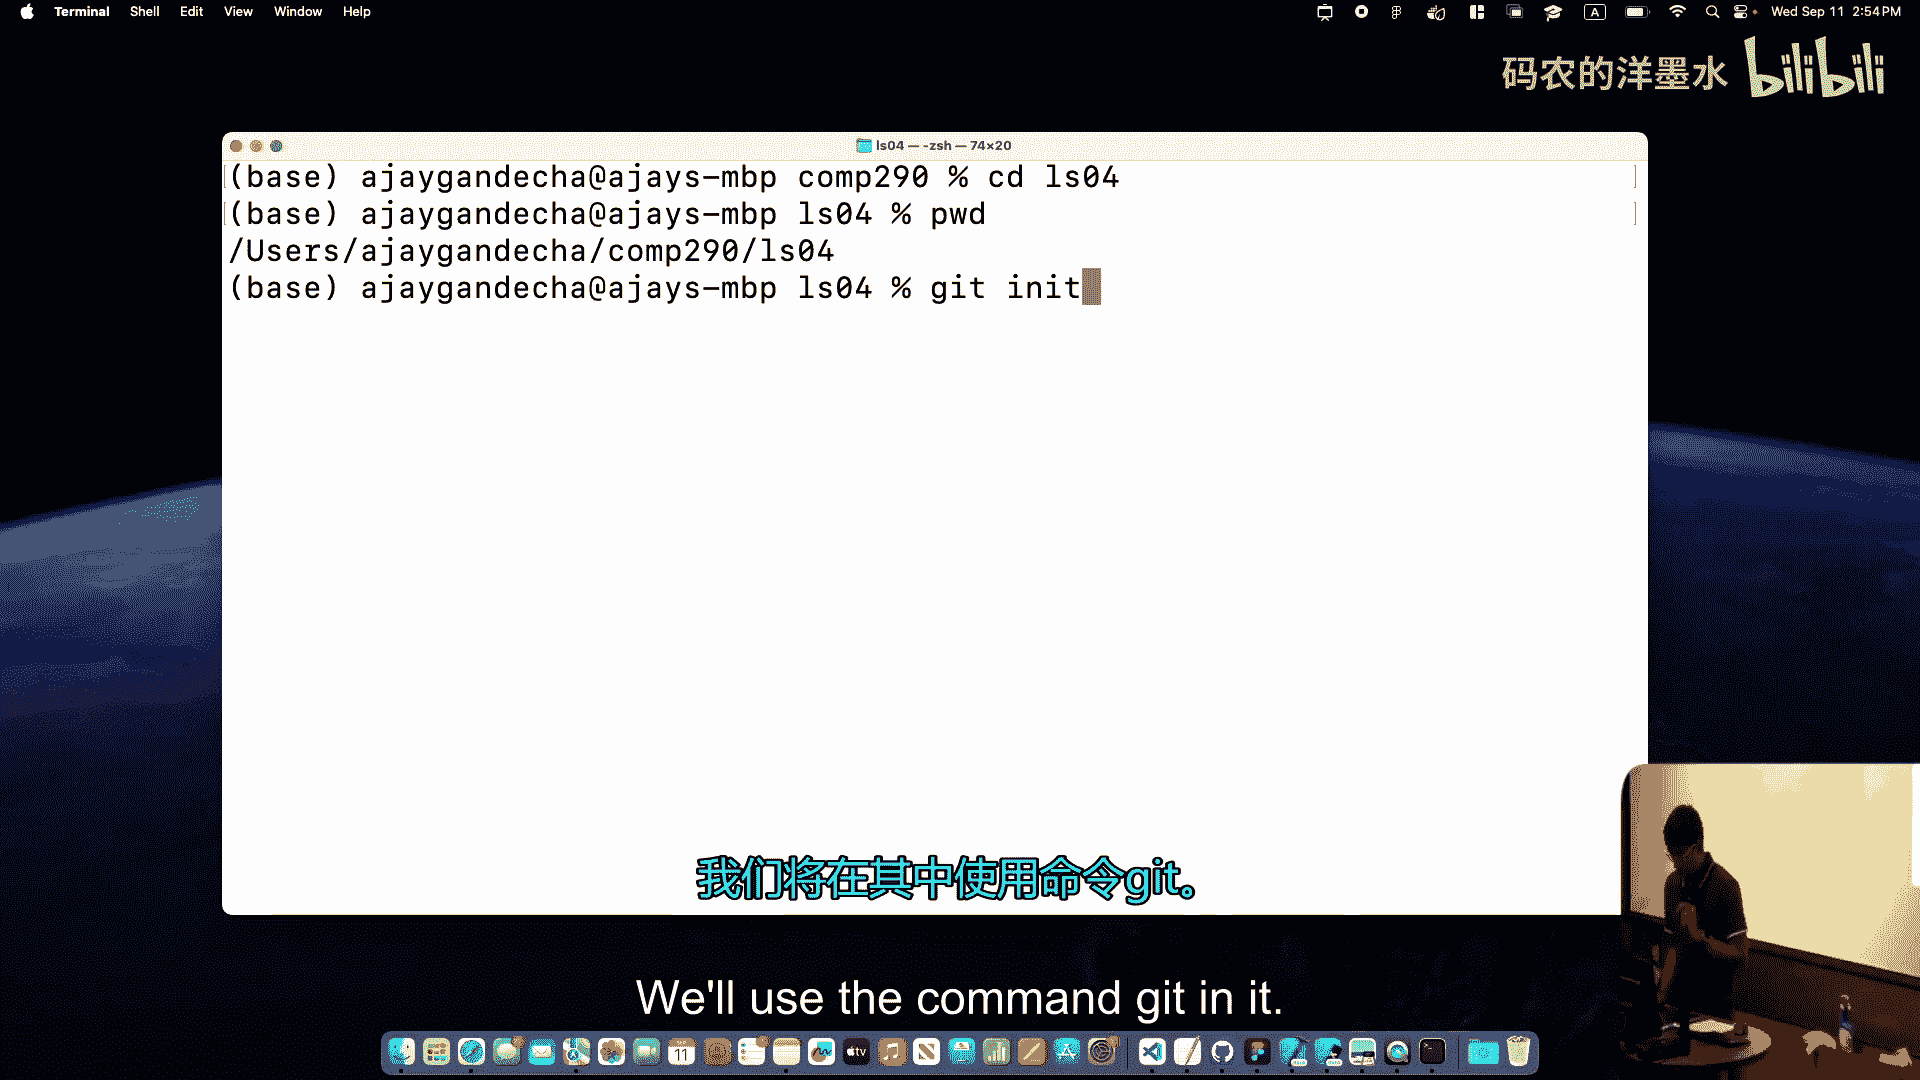 Terminal Shell Edit View Window Help
A
Wed Sep 11 2:54 PM
码农的洋墨水 bilibili
ls04 — -zsh — 74×20
(base) ajaygandecha@ajays-mbp comp290 % cd ls04
(base) ajaygandecha@ajays-mbp ls04 % pwd
/Users/ajaygandecha/comp290/ls04
(base) ajaygandecha@ajays-mbp ls04 % git init
我们将在其中使用命令git。
We'll use the command git in it.
11
tv